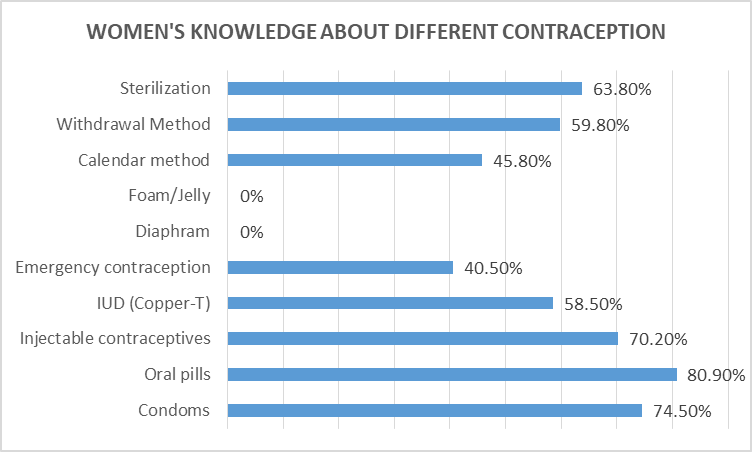 WOMEN'S KNOWLEDGE ABOUT DIFFERENT CONTRACEPTION
Sterilization 63.80%
Withdrawal Method 59.80%
Calendar method 45.80%
Foam/Jelly 0%
Diaphram 0%
Emergency contraception 40.50%
IUD (Copper-T) 58.50%
Injectable contraceptives 70.20%
Oral pills 80.90%
Condoms 74.50%